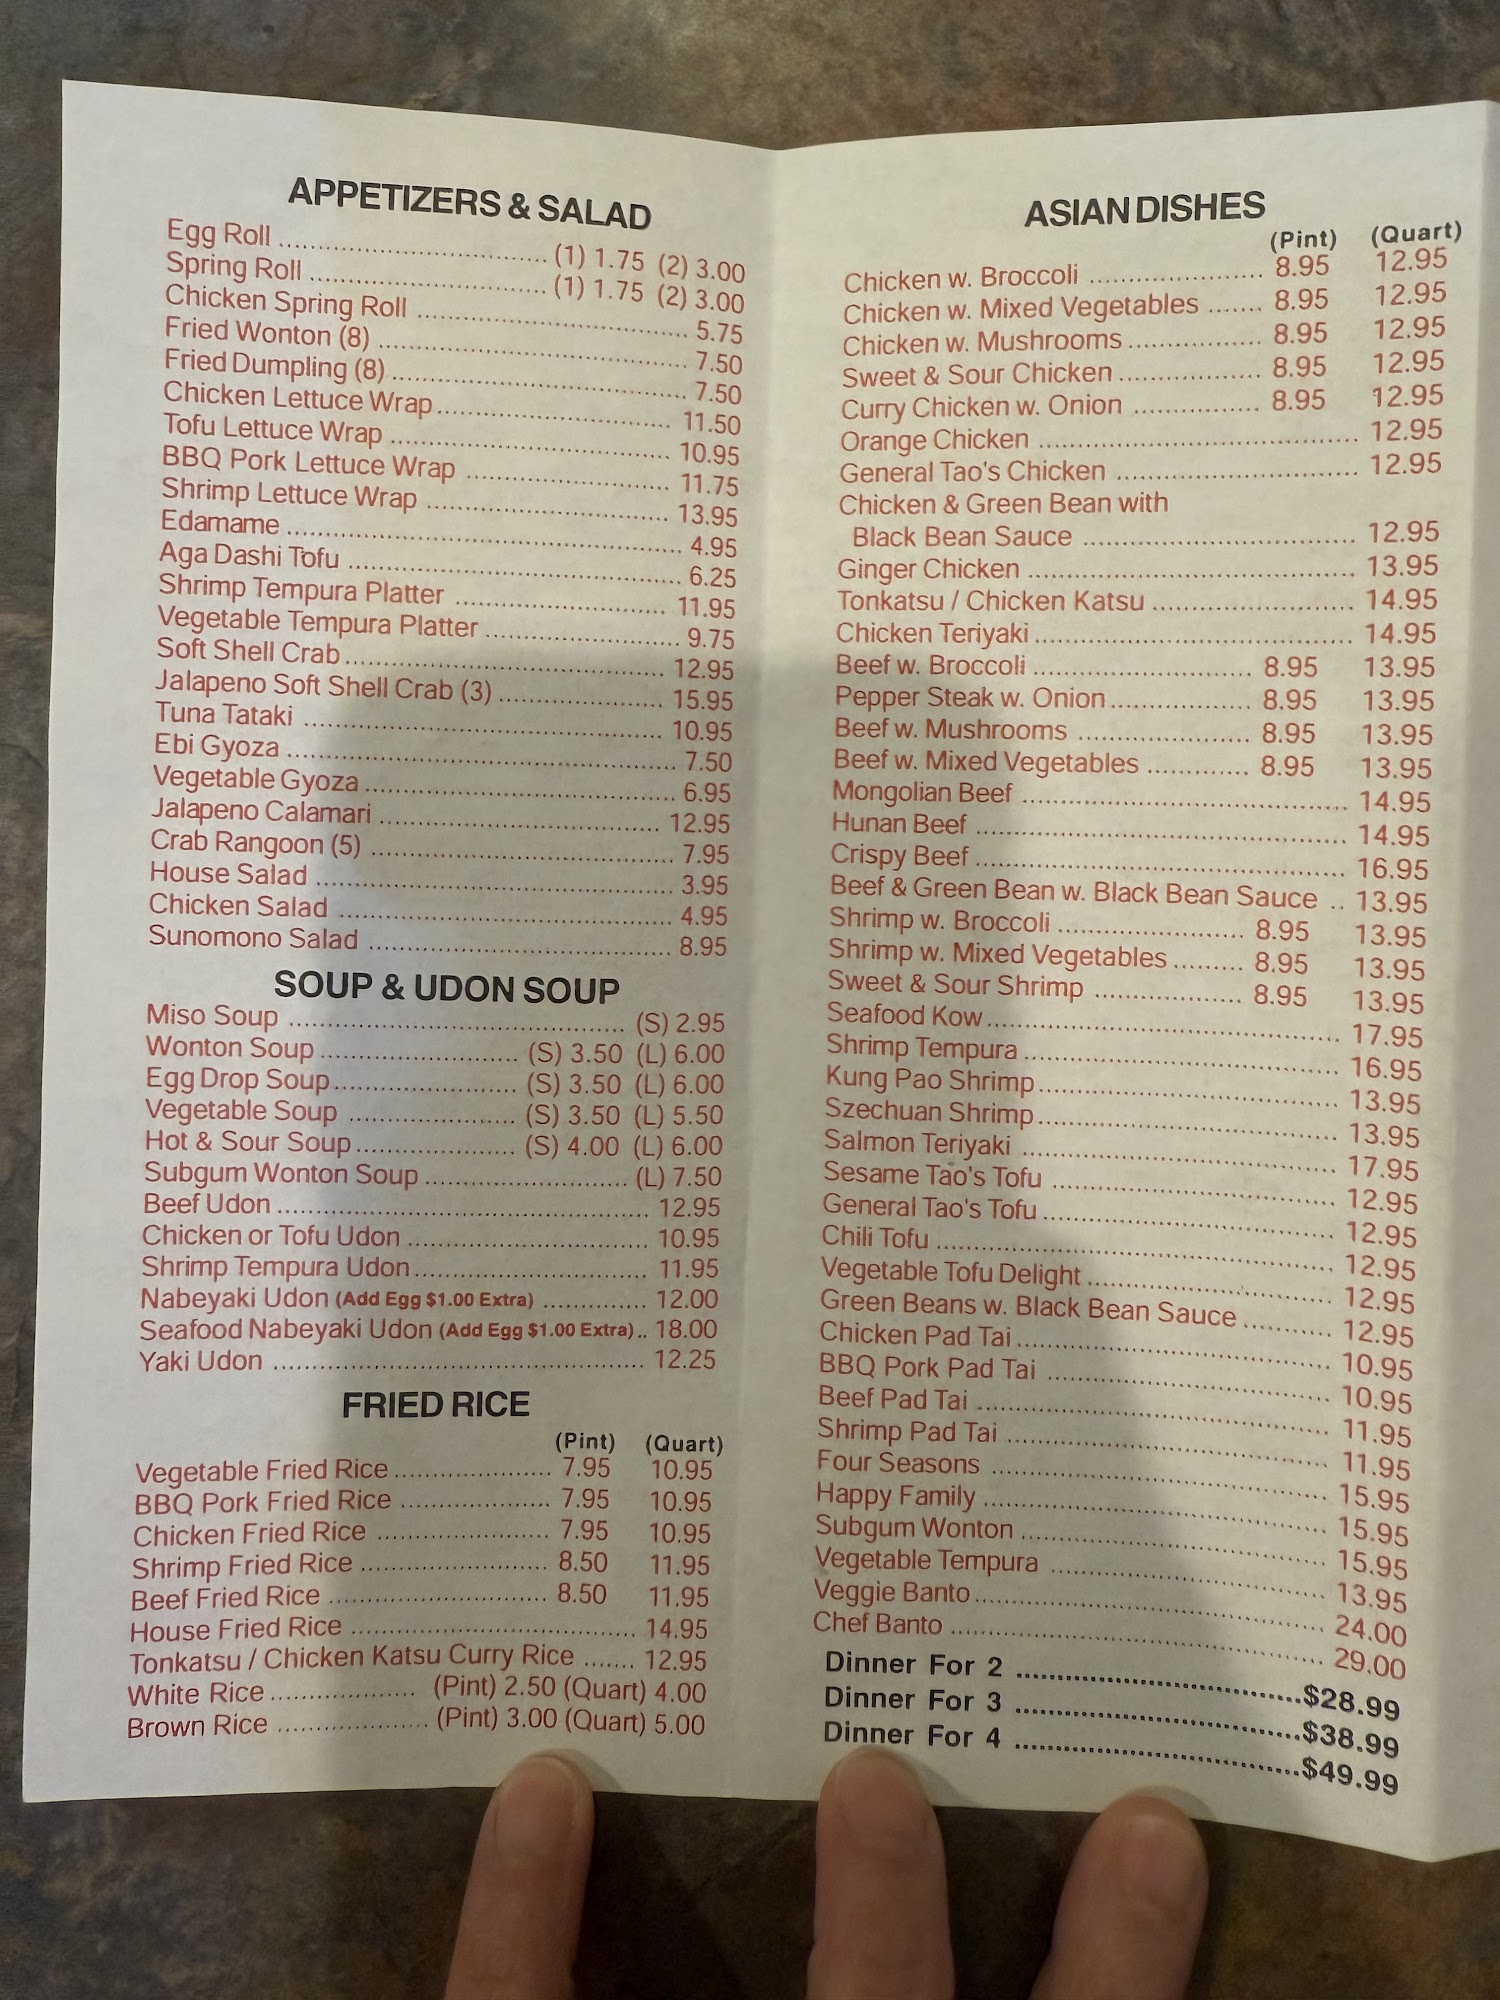 APPETIZERS & SALAD
Egg Roll ................ (1) 1.75 (2) 3.00
Spring Roll ................ (1) 1.75 (2) 3.00
Chicken Spring Roll ................ 5.75
Fried Wonton (8) ................ 7.50
Fried Dumpling (8) ................ 7.50
Chicken Lettuce Wrap ................ 11.50
Tofu Lettuce Wrap ................ 10.95
BBQ Pork Lettuce Wrap ................ 11.75
Shrimp Lettuce Wrap ................ 13.95
Edamame ................ 4.95
Aga Dashi Tofu ................ 6.25
Shrimp Tempura Platter ................ 11.95
Vegetable Tempura Platter ................ 9.75
Soft Shell Crab ................ 12.95
Jalapeno Soft Shell Crab (3) ................ 15.95
Tuna Tataki ................ 10.95
Ebi Gyoza ................ 7.50
Vegetable Gyoza ................ 6.95
Jalapeno Calamari ................ 12.95
Crab Rangoon (5) ................ 7.95
House Salad ................ 3.95
Chicken Salad ................ 4.95
Sunomono Salad ................ 8.95
SOUP & UDON SOUP
Miso Soup ................ (S) 2.95
Wonton Soup ................ (S) 3.50 (L) 6.00
Egg Drop Soup ................ (S) 3.50 (L) 6.00
Vegetable Soup ................ (S) 3.50 (L) 5.50
Hot & Sour Soup ................ (S) 4.00 (L) 6.00
Subgum Wonton Soup ................ (L) 7.50
Beef Udon ................ 12.95
Chicken or Tofu Udon ................ 10.95
Shrimp Tempura Udon ................ 11.95
Nabeyaki Udon (Add Egg $1.00 Extra) ................ 12.00
Seafood Nabeyaki Udon (Add Egg $1.00 Extra) .. 18.00
Yaki Udon ................ 12.25
FRIED RICE
(Pint) (Quart)
Vegetable Fried Rice ................ 7.95 10.95
BBQ Pork Fried Rice ................ 7.95 10.95
Chicken Fried Rice ................ 7.95 10.95
Shrimp Fried Rice ................ 8.50 11.95
Beef Fried Rice ................ 8.50 11.95
House Fried Rice ................ 14.95
Tonkatsu / Chicken Katsu Curry Rice ....... 12.95
White Rice ................ (Pint) 2.50 (Quart) 4.00
Brown Rice ................ (Pint) 3.00 (Quart) 5.00
ASIAN DISHES
(Pint) (Quart)
Chicken w. Broccoli ................ 8.95 12.95
Chicken w. Mixed Vegetables ....... 8.95 12.95
Chicken w. Mushrooms ................ 8.95 12.95
Sweet & Sour Chicken ................ 8.95 12.95
Curry Chicken w. Onion ................ 8.95 12.95
Orange Chicken ................ 12.95
General Tao's Chicken ................ 12.95
Chicken & Green Bean with
Black Bean Sauce ................ 12.95
Ginger Chicken ................ 13.95
Tonkatsu / Chicken Katsu ................ 14.95
Chicken Teriyaki ................ 14.95
Beef w. Broccoli ................ 8.95 13.95
Pepper Steak w. Onion ................ 8.95 13.95
Beef w. Mushrooms ................ 8.95 13.95
Beef w. Mixed Vegetables ............ 8.95 13.95
Mongolian Beef ................ 14.95
Hunan Beef ................ 14.95
Crispy Beef ................ 16.95
Beef & Green Bean w. Black Bean Sauce .. 13.95
Shrimp w. Broccoli ................ 8.95 13.95
Shrimp w. Mixed Vegetables ......... 8.95 13.95
Sweet & Sour Shrimp ................ 8.95 13.95
Seafood Kow ................ 17.95
Shrimp Tempura ................ 16.95
Kung Pao Shrimp ................ 13.95
Szechuan Shrimp ................ 13.95
Salmon Teriyaki ................ 17.95
Sesame Tao's Tofu ................ 12.95
General Tao's Tofu ................ 12.95
Chili Tofu ................ 12.95
Vegetable Tofu Delight ................ 12.95
Green Beans w. Black Bean Sauce ........... 12.95
Chicken Pad Tai ................ 10.95
BBQ Pork Pad Tai ................ 10.95
Beef Pad Tai ................ 11.95
Shrimp Pad Tai ................ 11.95
Four Seasons ................ 15.95
Happy Family ................ 15.95
Subgum Wonton ................ 15.95
Vegetable Tempura ................ 13.95
Veggie Banto ................ 24.00
Chef Banto ................ 29.00
Dinner For 2 ................ $28.99
Dinner For 3 ................ $38.99
Dinner For 4 ................ $49.99